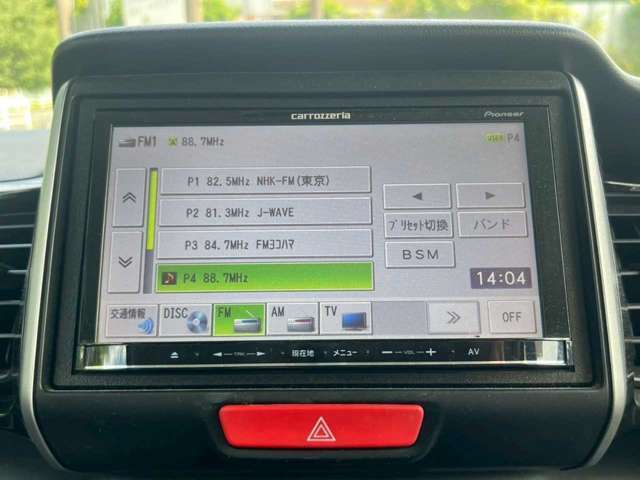 carrozzeria
Pioneer
FM1 88.7MHz
P4
P1 82.5MHz NHK-FM(東京)
P2 81.3MHz J-WAVE
P3 84.7MHz FMﾖｺﾊﾏ
P4 88.7MHz
ﾌﾟﾘｾｯﾄ切換
バンド
BSM
14:04
交通情報
DISC
FM
AM
TV
OFF
TRK
現在地
メニュー
VOL
AV